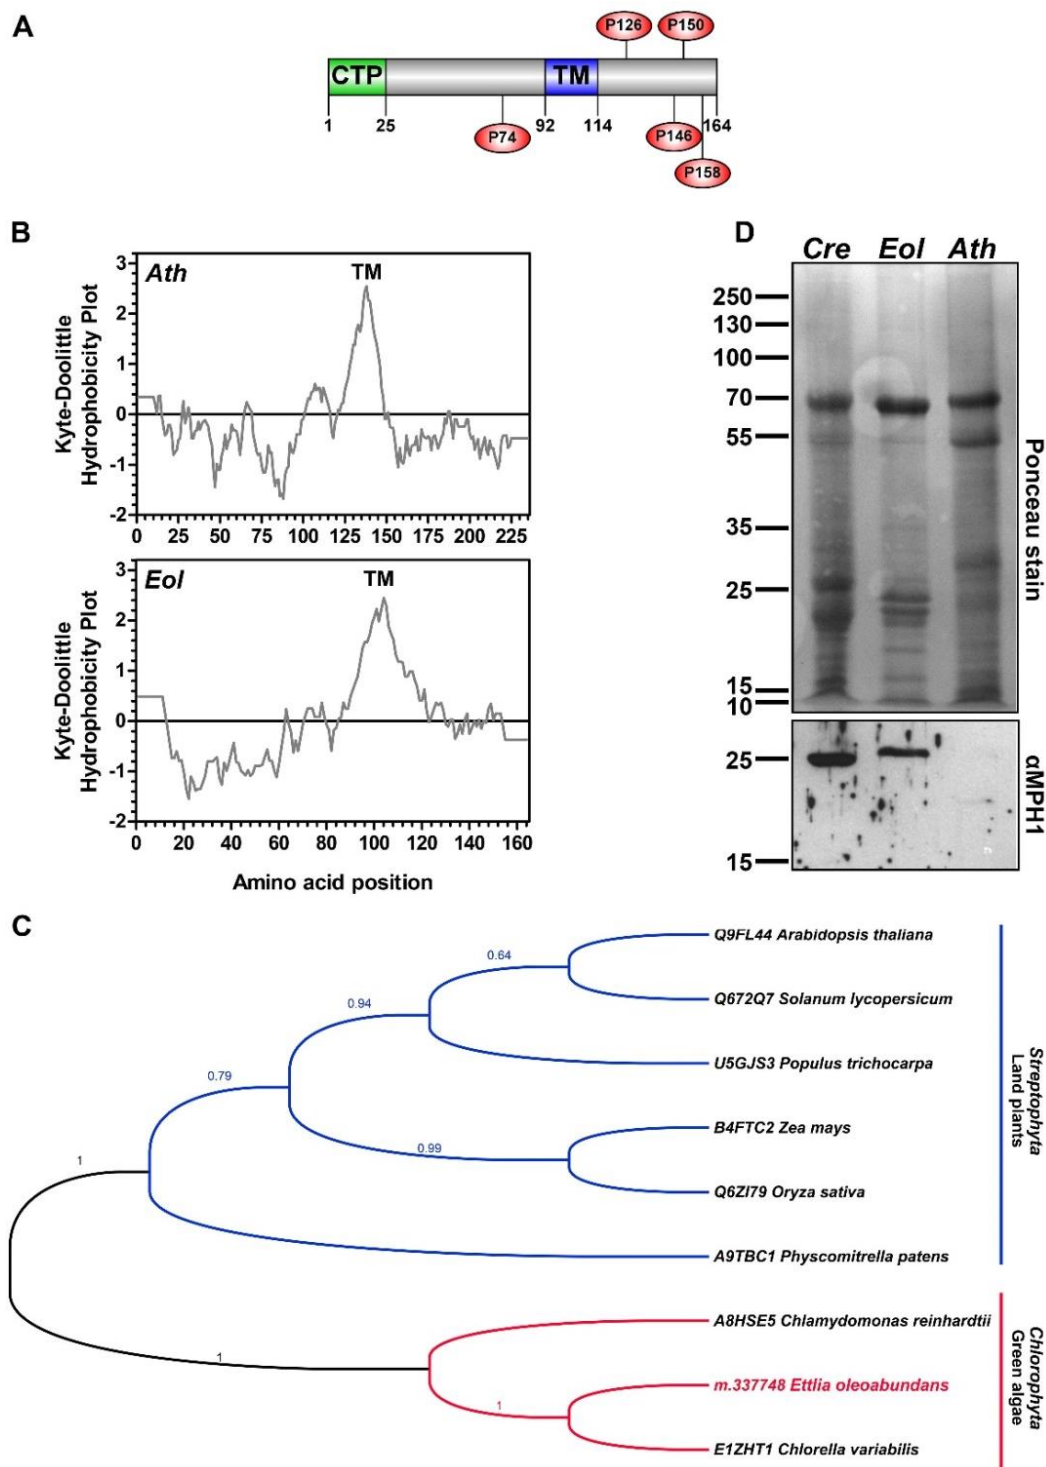 A
P126 P150
CTP TM
1 25 92 114 164
P74 P146
P158
B
Kyte-Doolittle
Hydrophobicity Plot
Ath
TM
3
2
1
0
-1
-2
0 25 50 75 100 125 150 175 200 225
Kyte-Doolittle
Hydrophobicity Plot
Eol
TM
3
2
1
0
-1
-2
0 20 40 60 80 100 120 140 160
Amino acid position
D
Cre Eol Ath
250
130
100
70
55
35
25
15
10
Ponceau stain
25
15
αMPH1
C
0.64
0.94
0.79
0.99
1
1
1
Q9FL44 Arabidopsis thaliana
Q672Q7 Solanum lycopersicum
U5GJS3 Populus trichocarpa
B4FTC2 Zea mays
Q6ZI79 Oryza sativa
A9TBC1 Physcomitrella patens
Streptophyta
Land plants
A8HSE5 Chlamydomonas reinhardtii
m.337748 Ettlia oleoabundans
E1ZHT1 Chlorella variabilis
Chlorophyta
Green algae